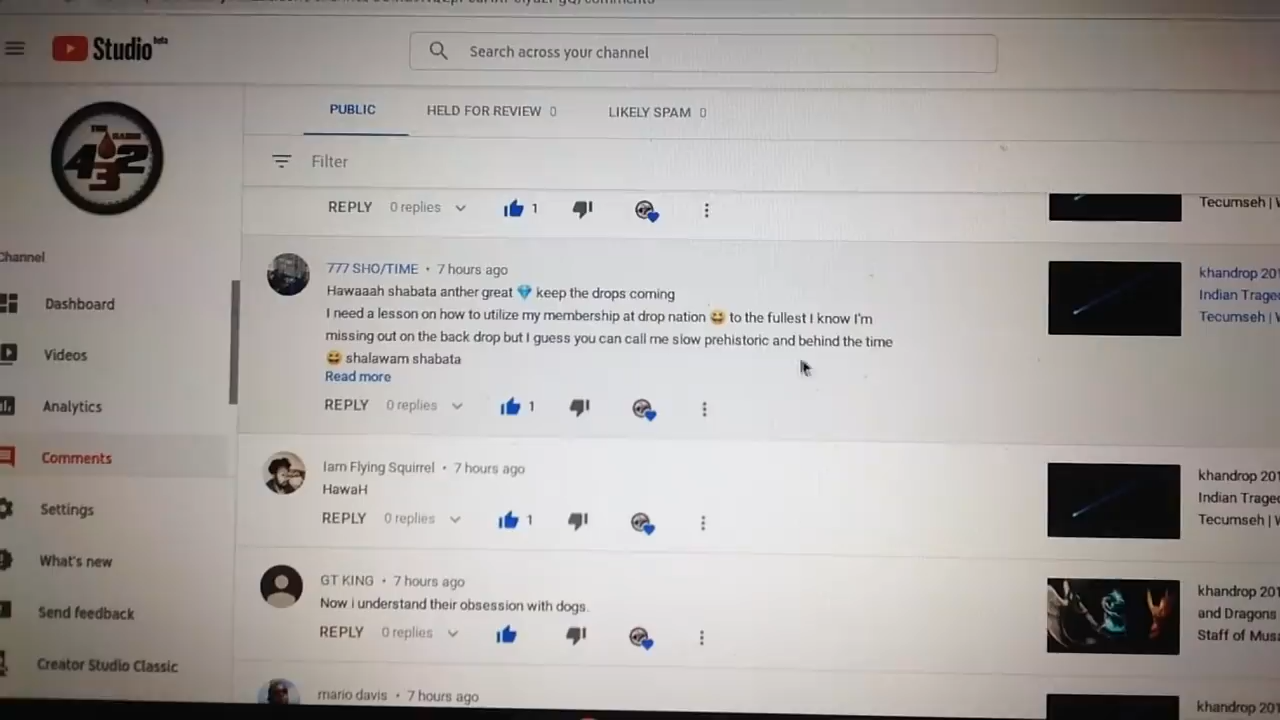 Studio beta
Search across your channel
THE
432
PUBLIC
HELD FOR REVIEW 0
LIKELY SPAM 0
Filter
REPLY 0 replies 1
Tecumseh |
Channel
Dashboard
Videos
Analytics
Comments
Settings
What's new
Send feedback
Creator Studio Classic
777 SHO/TIME • 7 hours ago
Hawaaah shabata anther great 💎 keep the drops coming
I need a lesson on how to utilize my membership at drop nation 😆 to the fullest I know I'm
missing out on the back drop but I guess you can call me slow prehistoric and behind the time
😆 shalawam shabata
Read more
REPLY 0 replies 1
khandrop 201
Indian Trage
Tecumseh |
Iam Flying Squirrel • 7 hours ago
HawaH
REPLY 0 replies 1
khandrop 201
Indian Trage
Tecumseh |
GT KING • 7 hours ago
Now i understand their obsession with dogs.
REPLY 0 replies
khandrop 201
and Dragons
Staff of Mus
mario davis • 7 hours ago
khandrop 201